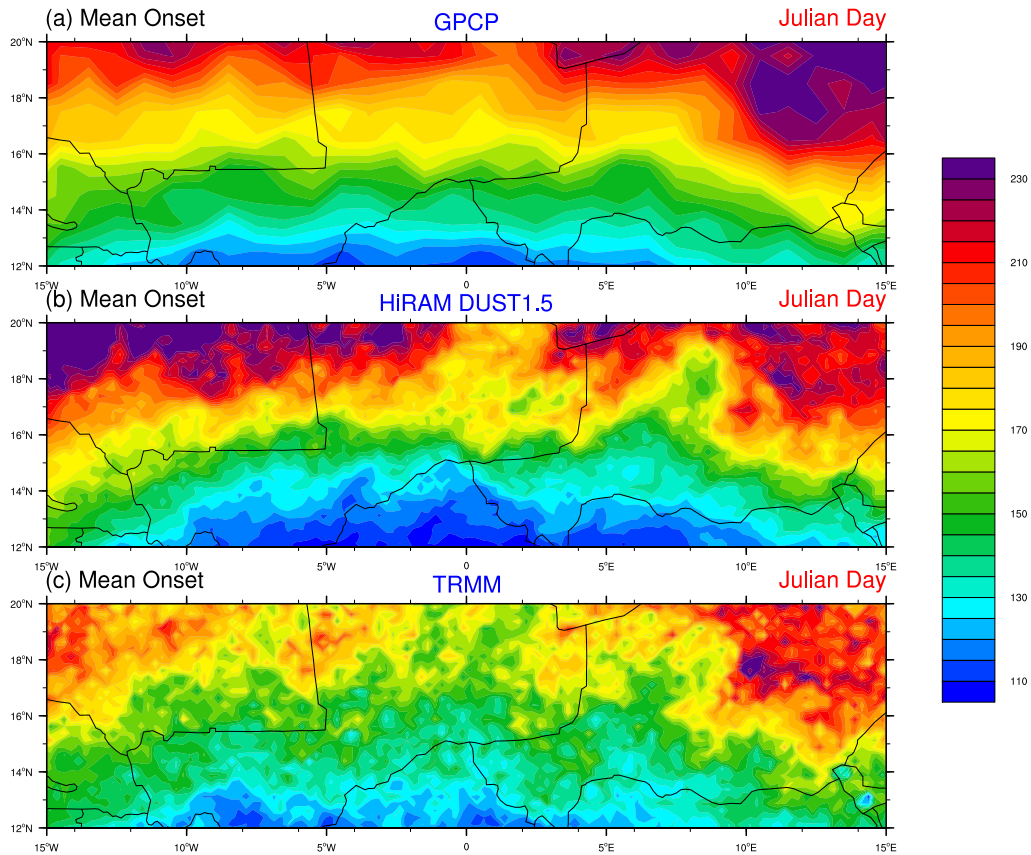 (a) Mean Onset GPCP Julian Day
20°N
18°N
16°N
14°N
12°N
15°W 10°W 5°W 0 5°E 10°E 15°E
(b) Mean Onset HiRAM DUST1.5 Julian Day
20°N
18°N
16°N
14°N
12°N
15°W 10°W 5°W 0 5°E 10°E 15°E
(c) Mean Onset TRMM Julian Day
20°N
18°N
16°N
14°N
12°N
15°W 10°W 5°W 0 5°E 10°E 15°E
230
210
190
170
150
130
110